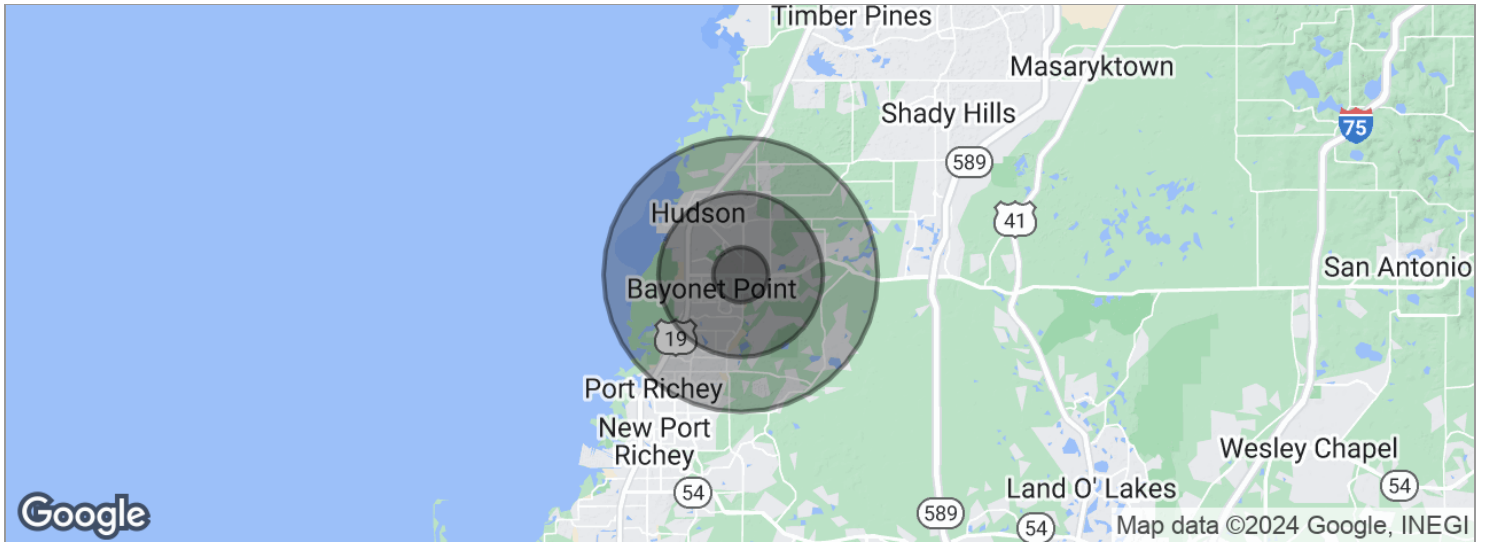 Timber Pines
Masaryktown
Shady Hills
75
589
Hudson
41
San Antonio
Bayonet Point
19
Port Richey
New Port
Richey
Wesley Chapel
54
Land O' Lakes
54
589
54
Google
Map data ©2024 Google, INEGI